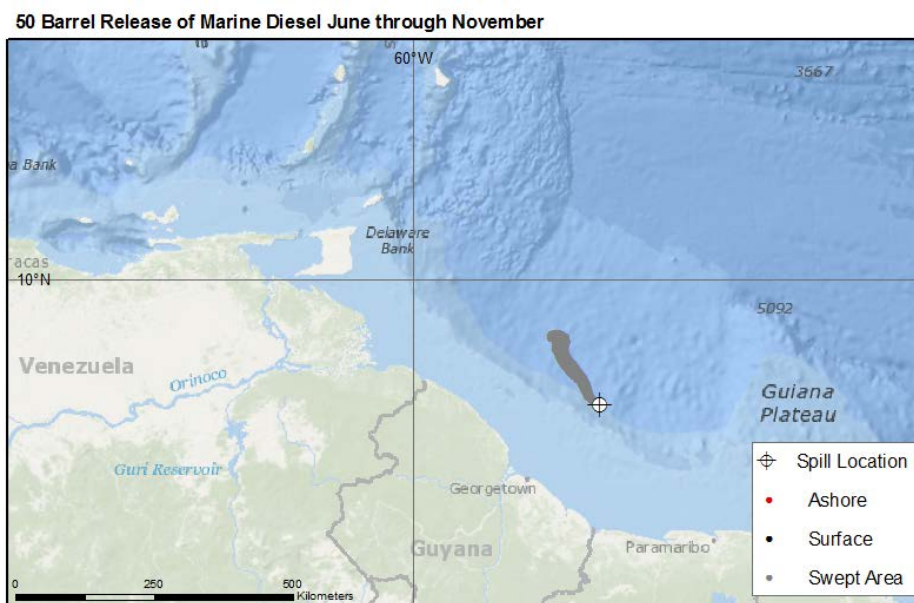 50 Barrel Release of Marine Diesel June through November
60°W
3667
a Bank
Delaware
Bank
racas
10°N
5092
Venezuela
Orinoco
Guiana
Plateau
Guri Reservoir
Georgetown
Guyana
Paramaribo
Spill Location
Ashore
Surface
Swept Area
0 250 500
Kilometers